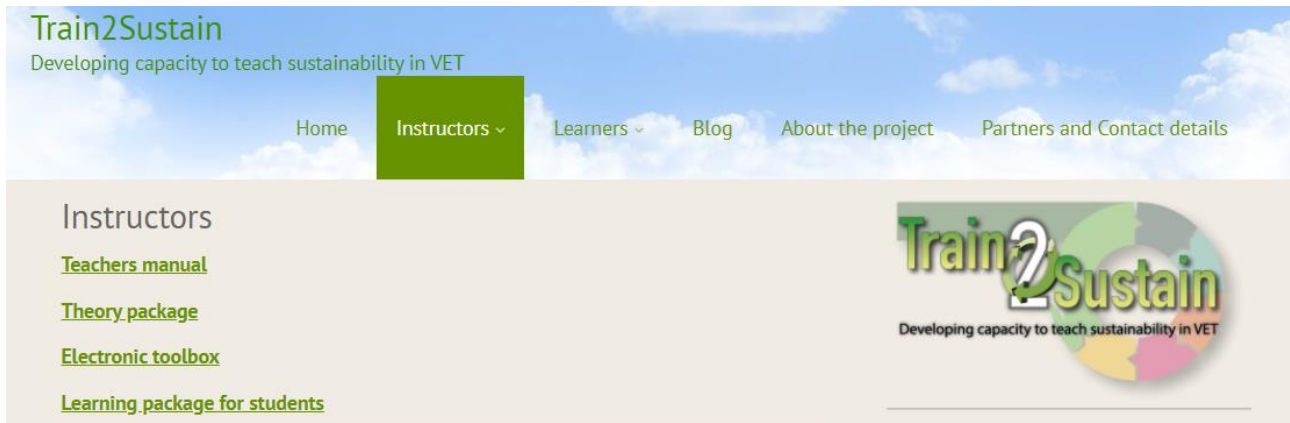 Train2Sustain
Developing capacity to teach sustainability in VET
Home Instructors Learners Blog About the project Partners and Contact details
Instructors
Teachers manual
Theory package
Electronic toolbox
Learning package for students
Train2Sustain
Developing capacity to teach sustainability in VET